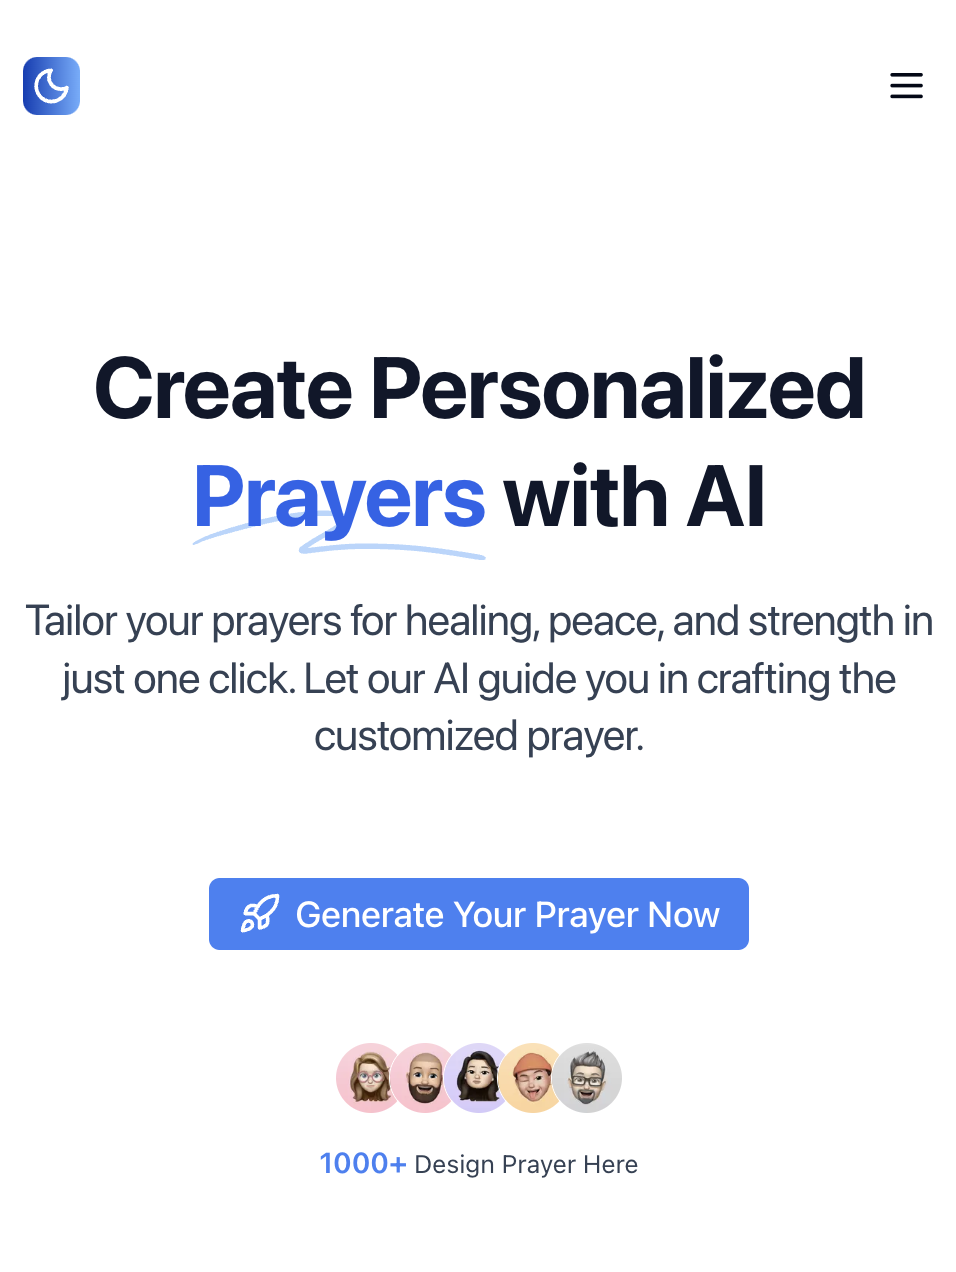 Create Personalized
Prayers with AI
Tailor your prayers for healing, peace, and strength in
just one click. Let our AI guide you in crafting the
customized prayer.
Generate Your Prayer Now
1000+ Design Prayer Here